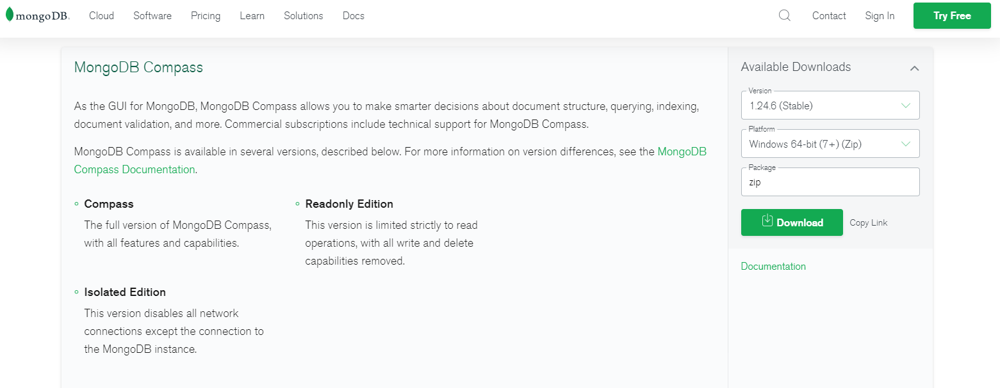 mongoDB.
Cloud
Software
Pricing
Learn
Solutions
Docs
Contact
Sign In
Try Free
MongoDB Compass
As the GUI for MongoDB, MongoDB Compass allows you to make smarter decisions about document structure, querying, indexing,
document validation, and more. Commercial subscriptions include technical support for MongoDB Compass.
MongoDB Compass is available in several versions, described below. For more information on version differences, see the MongoDB
Compass Documentation.
Compass
The full version of MongoDB Compass,
with all features and capabilities.
Readonly Edition
This version is limited strictly to read
operations, with all write and delete
capabilities removed.
Isolated Edition
This version disables all network
connections except the connection to
the MongoDB instance.
Available Downloads
Version
1.24.6 (Stable)
Platform
Windows 64-bit (7+) (Zip)
Package
zip
Download
Copy Link
Documentation